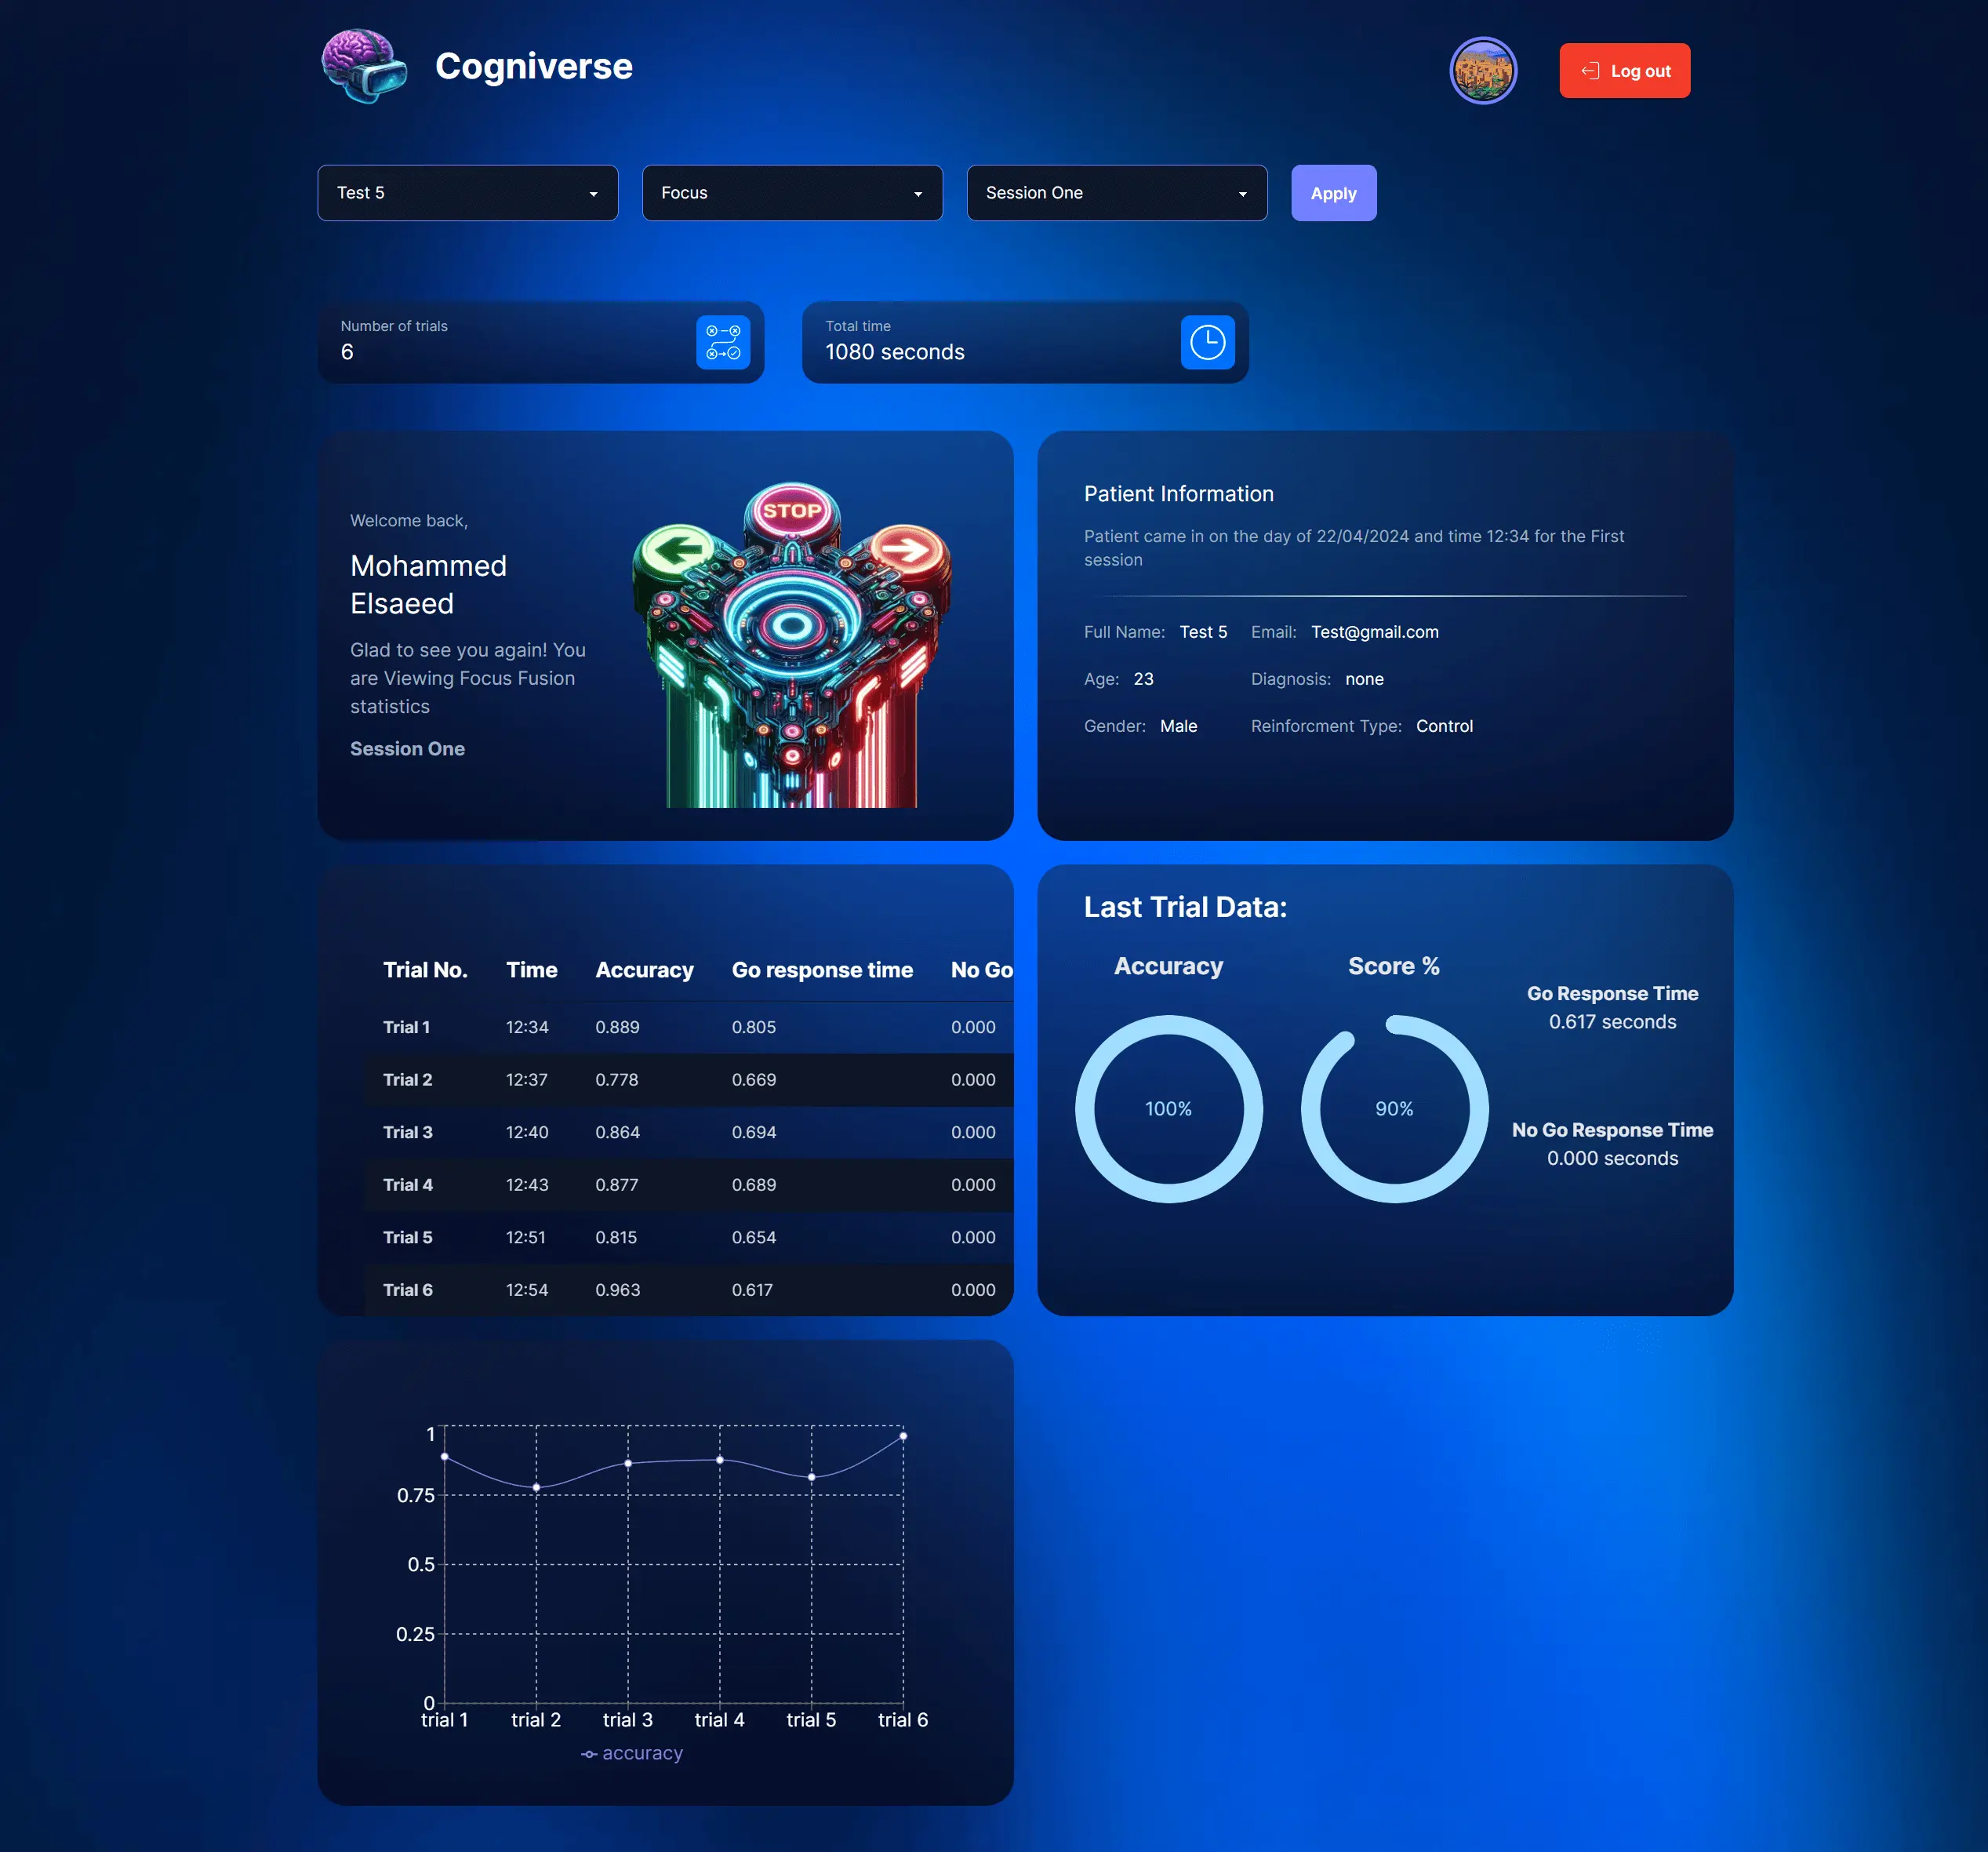 Cogniverse
Log out
Test 5
Focus
Session One
Apply
Number of trials
6
Total time
1080 seconds
Welcome back,
Mohammed
Elsaeed
Glad to see you again! You
are Viewing Focus Fusion
statistics
Session One
STOP
Patient Information
Patient came in on the day of 22/04/2024 and time 12:34 for the First
session
Full Name: Test 5 Email: Test@gmail.com
Age: 23 Diagnosis: none
Gender: Male Reinforcment Type: Control
Trial No. Time Accuracy Go response time No Go
Trial 1 12:34 0.889 0.805 0.000
Trial 2 12:37 0.778 0.669 0.000
Trial 3 12:40 0.864 0.694 0.000
Trial 4 12:43 0.877 0.689 0.000
Trial 5 12:51 0.815 0.654 0.000
Trial 6 12:54 0.963 0.617 0.000
Last Trial Data:
Accuracy
100%
Score %
90%
Go Response Time
0.617 seconds
No Go Response Time
0.000 seconds
1
0.75
0.5
0.25
0
trial 1 trial 2 trial 3 trial 4 trial 5 trial 6
accuracy